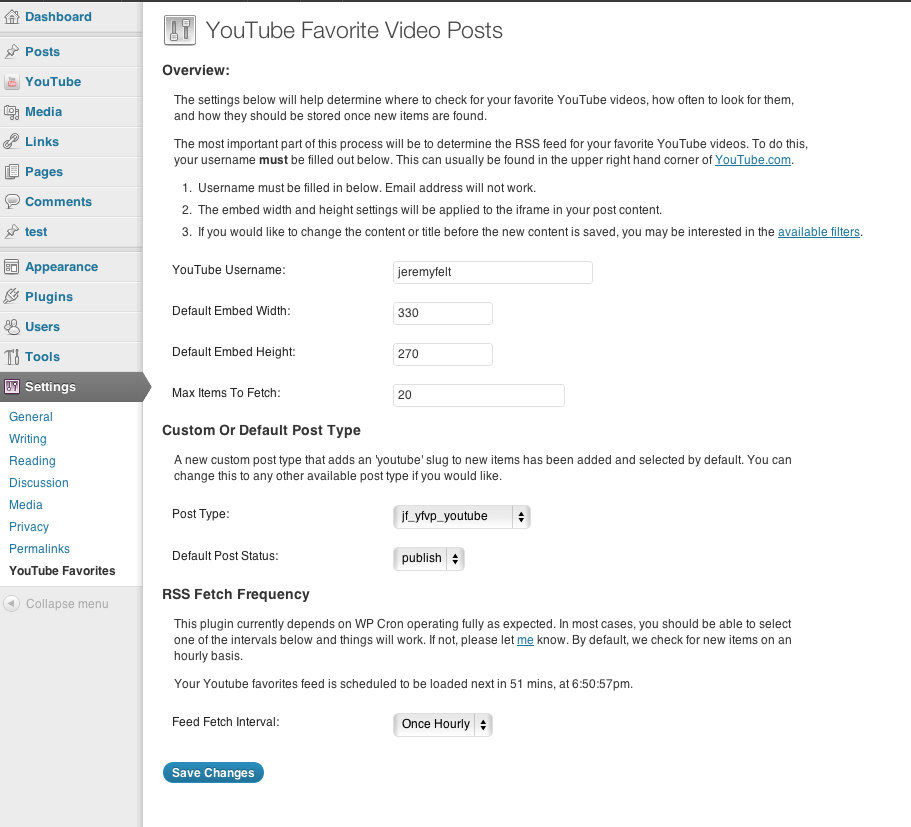 Dashboard
Posts
YouTube
Media
Links
Pages
Comments
test
Appearance
Plugins
Users
Tools
Settings
General
Writing
Reading
Discussion
Media
Privacy
Permalinks
YouTube Favorites
Collapse menu
YouTube Favorite Video Posts
Overview:
The settings below will help determine where to check for your favorite YouTube videos, how often to look for them,
and how they should be stored once new items are found.
The most important part of this process will be to determine the RSS feed for your favorite YouTube videos. To do this,
your username must be filled out below. This can usually be found in the upper right hand corner of YouTube.com.
1. Username must be filled in below. Email address will not work.
2. The embed width and height settings will be applied to the iframe in your post content.
3. If you would like to change the content or title before the new content is saved, you may be interested in the available filters.
YouTube Username: jeremyfelt
Default Embed Width: 330
Default Embed Height: 270
Max Items To Fetch: 20
Custom Or Default Post Type
A new custom post type that adds an 'youtube' slug to new items has been added and selected by default. You can
change this to any other available post type if you would like.
Post Type: jf_yfvp_youtube
Default Post Status: publish
RSS Fetch Frequency
This plugin currently depends on WP Cron operating fully as expected. In most cases, you should be able to select
one of the intervals below and things will work. If not, please let me know. By default, we check for new items on an
hourly basis.
Your Youtube favorites feed is scheduled to be loaded next in 51 mins, at 6:50:57pm.
Feed Fetch Interval: Once Hourly
Save Changes